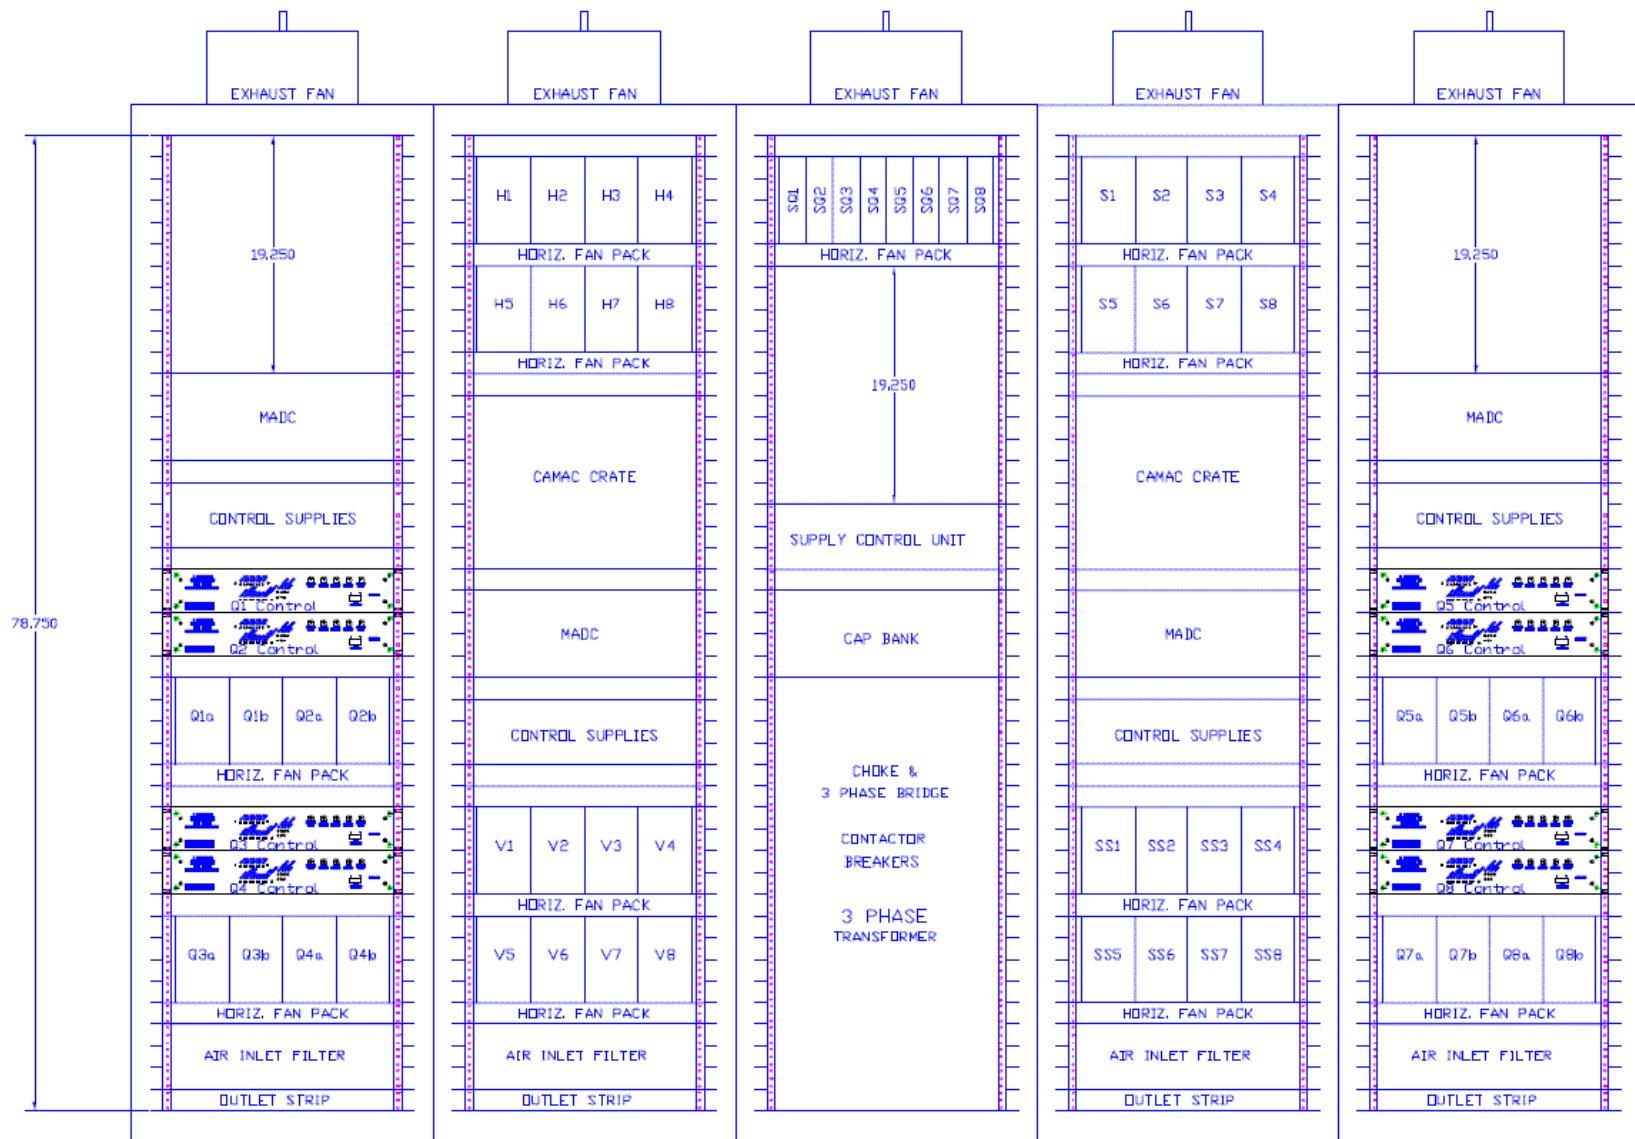 EXHAUST FAN
19,250
MADC
CONTROL SUPPLIES
Q1 Control
Q2 Control
Q1a Q1b Q2a Q2b
HORIZ. FAN PACK
Q3 Control
Q4 Control
Q3a Q3b Q4a Q4b
HORIZ. FAN PACK
AIR INLET FILTER
OUTLET STRIP
78,750
EXHAUST FAN
H1 H2 H3 H4
HORIZ. FAN PACK
H5 H6 H7 H8
HORIZ. FAN PACK
CAMAC CRATE
MADC
CONTROL SUPPLIES
V1 V2 V3 V4
HORIZ. FAN PACK
V5 V6 V7 V8
HORIZ. FAN PACK
AIR INLET FILTER
OUTLET STRIP
EXHAUST FAN
SQ1 SQ2 SQ3 SQ4 SQ5 SQ6 SQ7 SQ8
HORIZ. FAN PACK
19,250
SUPPLY CONTROL UNIT
CAP BANK
CHOKE &
3 PHASE BRIDGE
CONTACTOR
BREAKERS
3 PHASE
TRANSFORMER
EXHAUST FAN
S1 S2 S3 S4
HORIZ. FAN PACK
S5 S6 S7 S8
HORIZ. FAN PACK
CAMAC CRATE
MADC
CONTROL SUPPLIES
SS1 SS2 SS3 SS4
HORIZ. FAN PACK
SS5 SS6 SS7 SS8
HORIZ. FAN PACK
AIR INLET FILTER
OUTLET STRIP
EXHAUST FAN
19,250
MADC
CONTROL SUPPLIES
Q5 Control
Q6 Control
Q5a Q5b Q6a Q6b
HORIZ. FAN PACK
Q7 Control
Q8 Control
Q7a Q7b Q8a Q8b
HORIZ. FAN PACK
AIR INLET FILTER
OUTLET STRIP